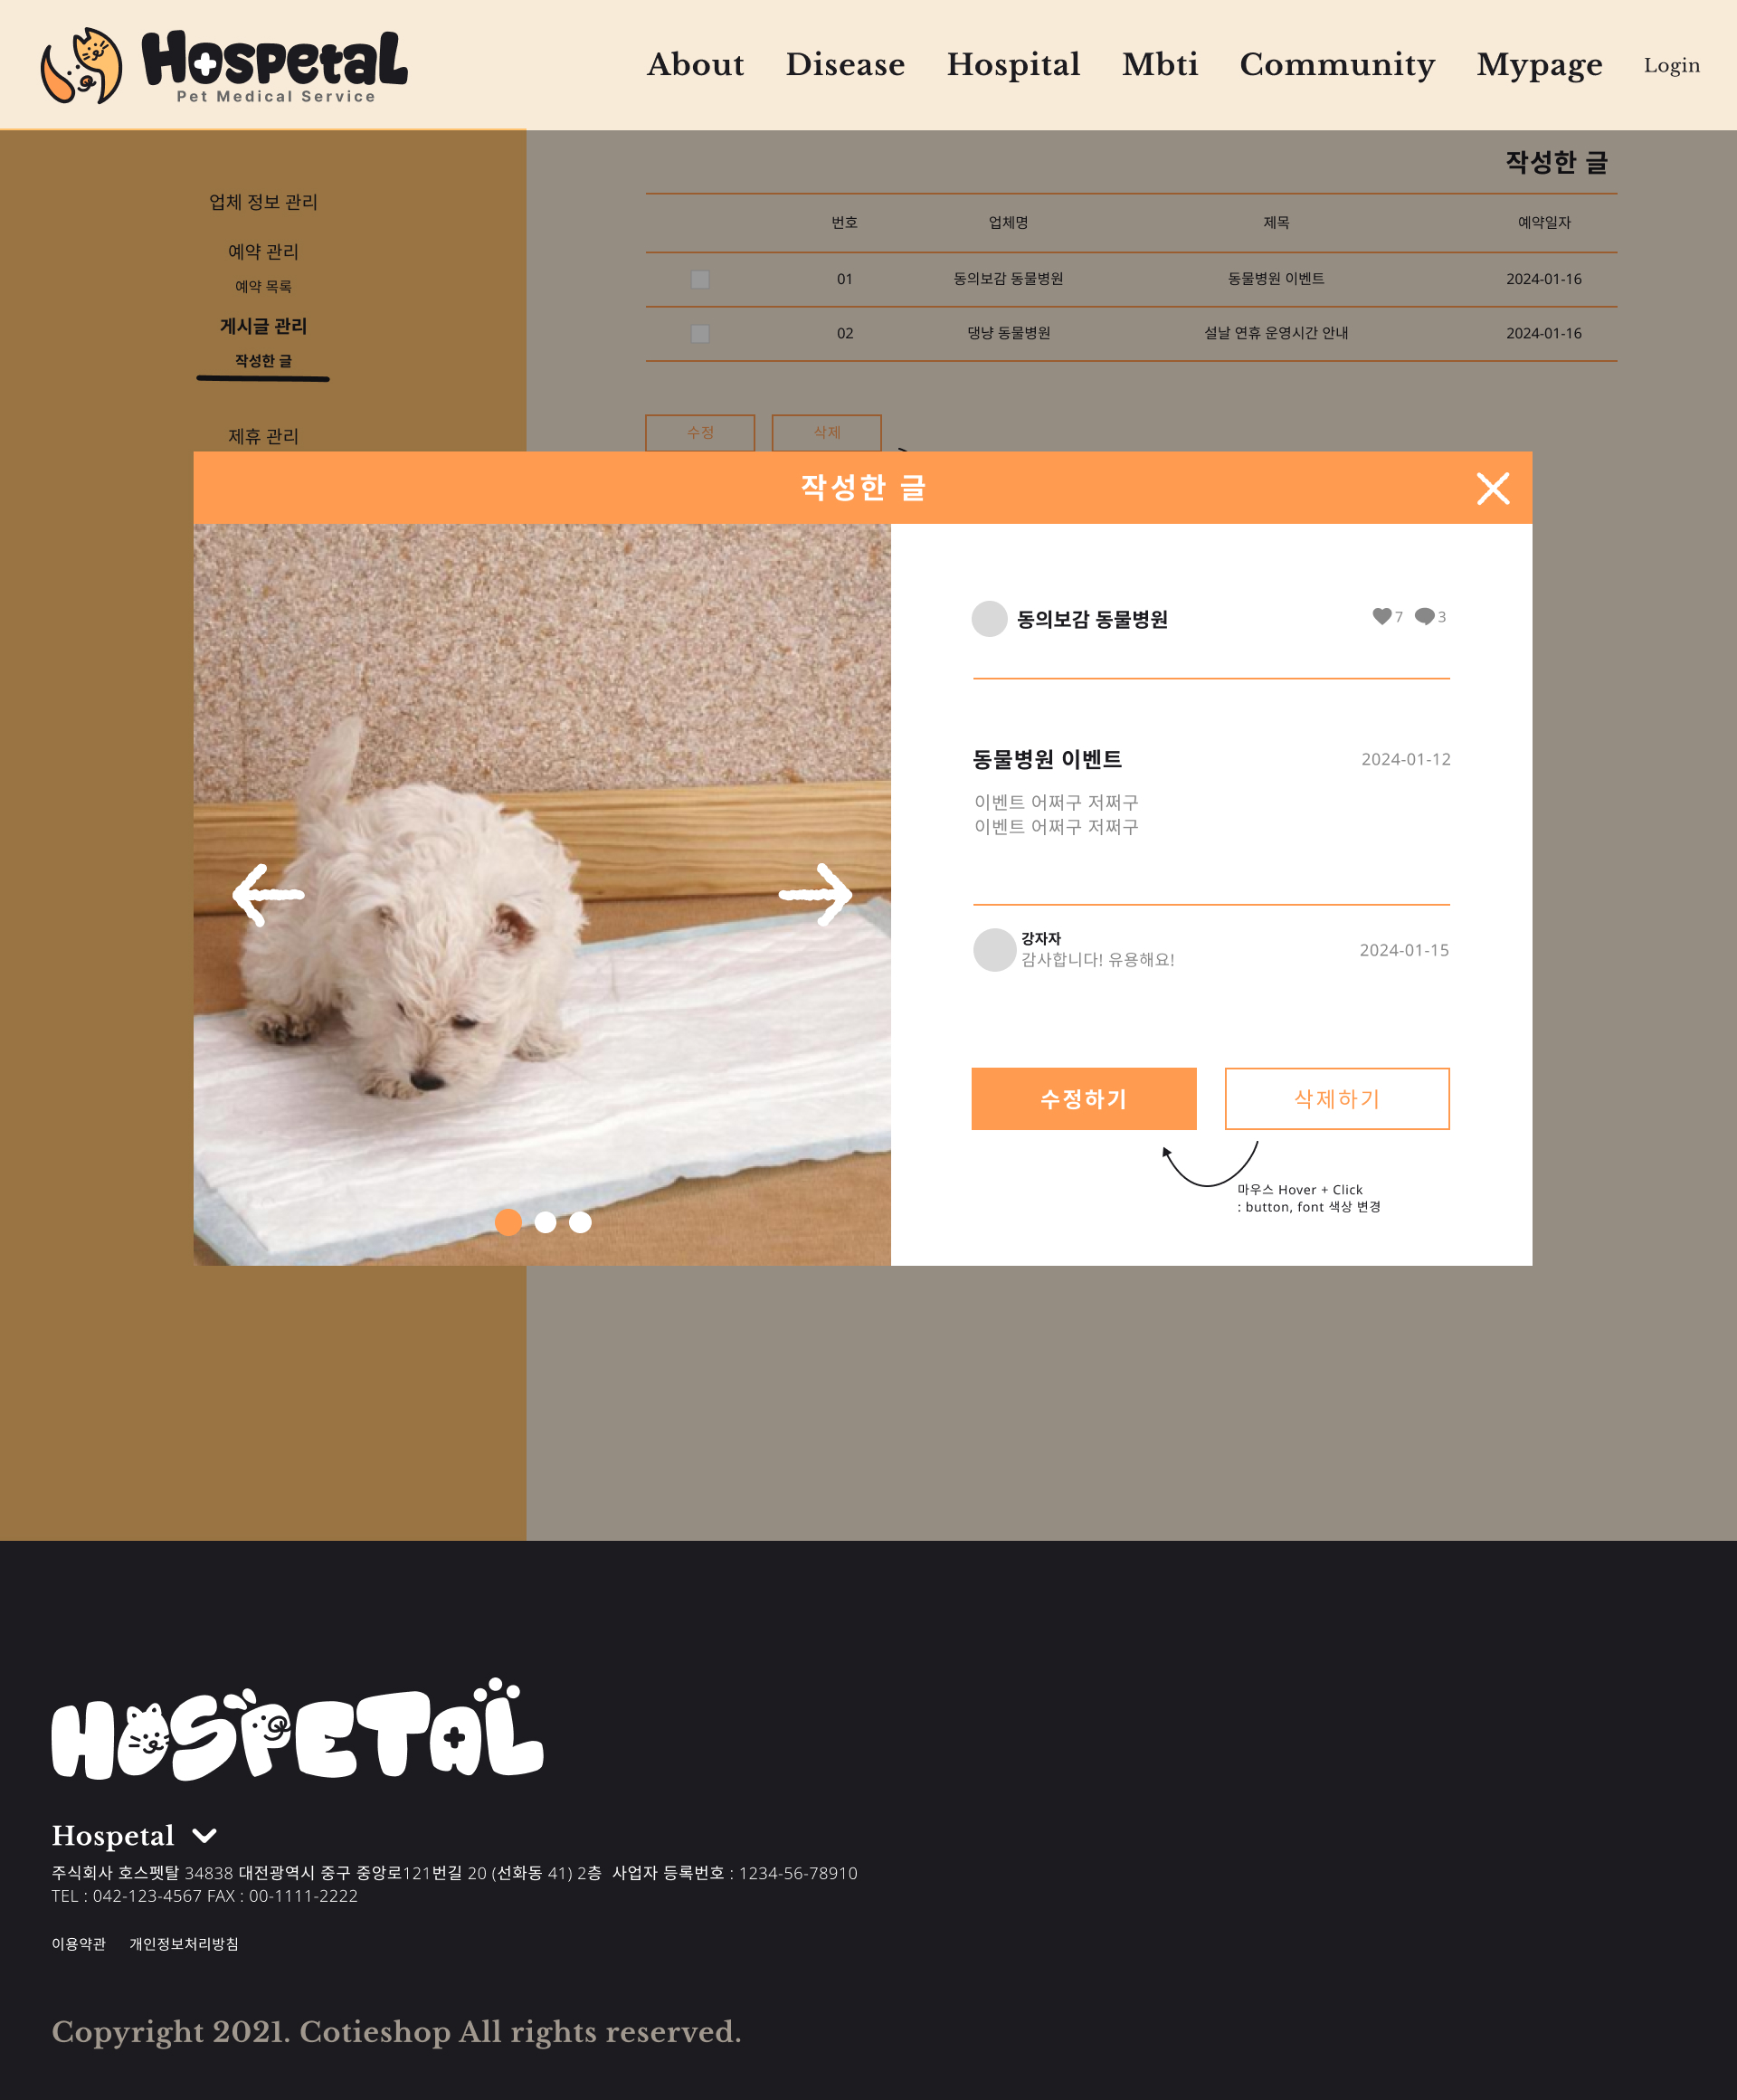 Hospetal
Pet Medical Service
About Disease Hospital Mbti Community Mypage Login
작성한 글
업체 정보 관리
예약 관리
예약 목록
게시글 관리
작성한 글
제휴 관리
번호 업체명 제목 예약일자
01 동의보감 동물병원 동물병원 이벤트 2024-01-16
02 댕냥 동물병원 설날 연휴 운영시간 안내 2024-01-16
수정 삭제
작성한 글
동의보감 동물병원 7 3
동물병원 이벤트 2024-01-12
이벤트 어쩌구 저쩌구
이벤트 어쩌구 저쩌구
강자자
감사합니다! 유용해요!
2024-01-15
수정하기 삭제하기
마우스 Hover + Click
: button, font 색상 변경
HOSPETAL
Hospetal
주식회사 호스펫탈 34838 대전광역시 중구 중앙로121번길 20 (선화동 41) 2층 사업자 등록번호 : 1234-56-78910
TEL : 042-123-4567 FAX : 00-1111-2222
이용약관 개인정보처리방침
Copyright 2021. Cotieshop All rights reserved.